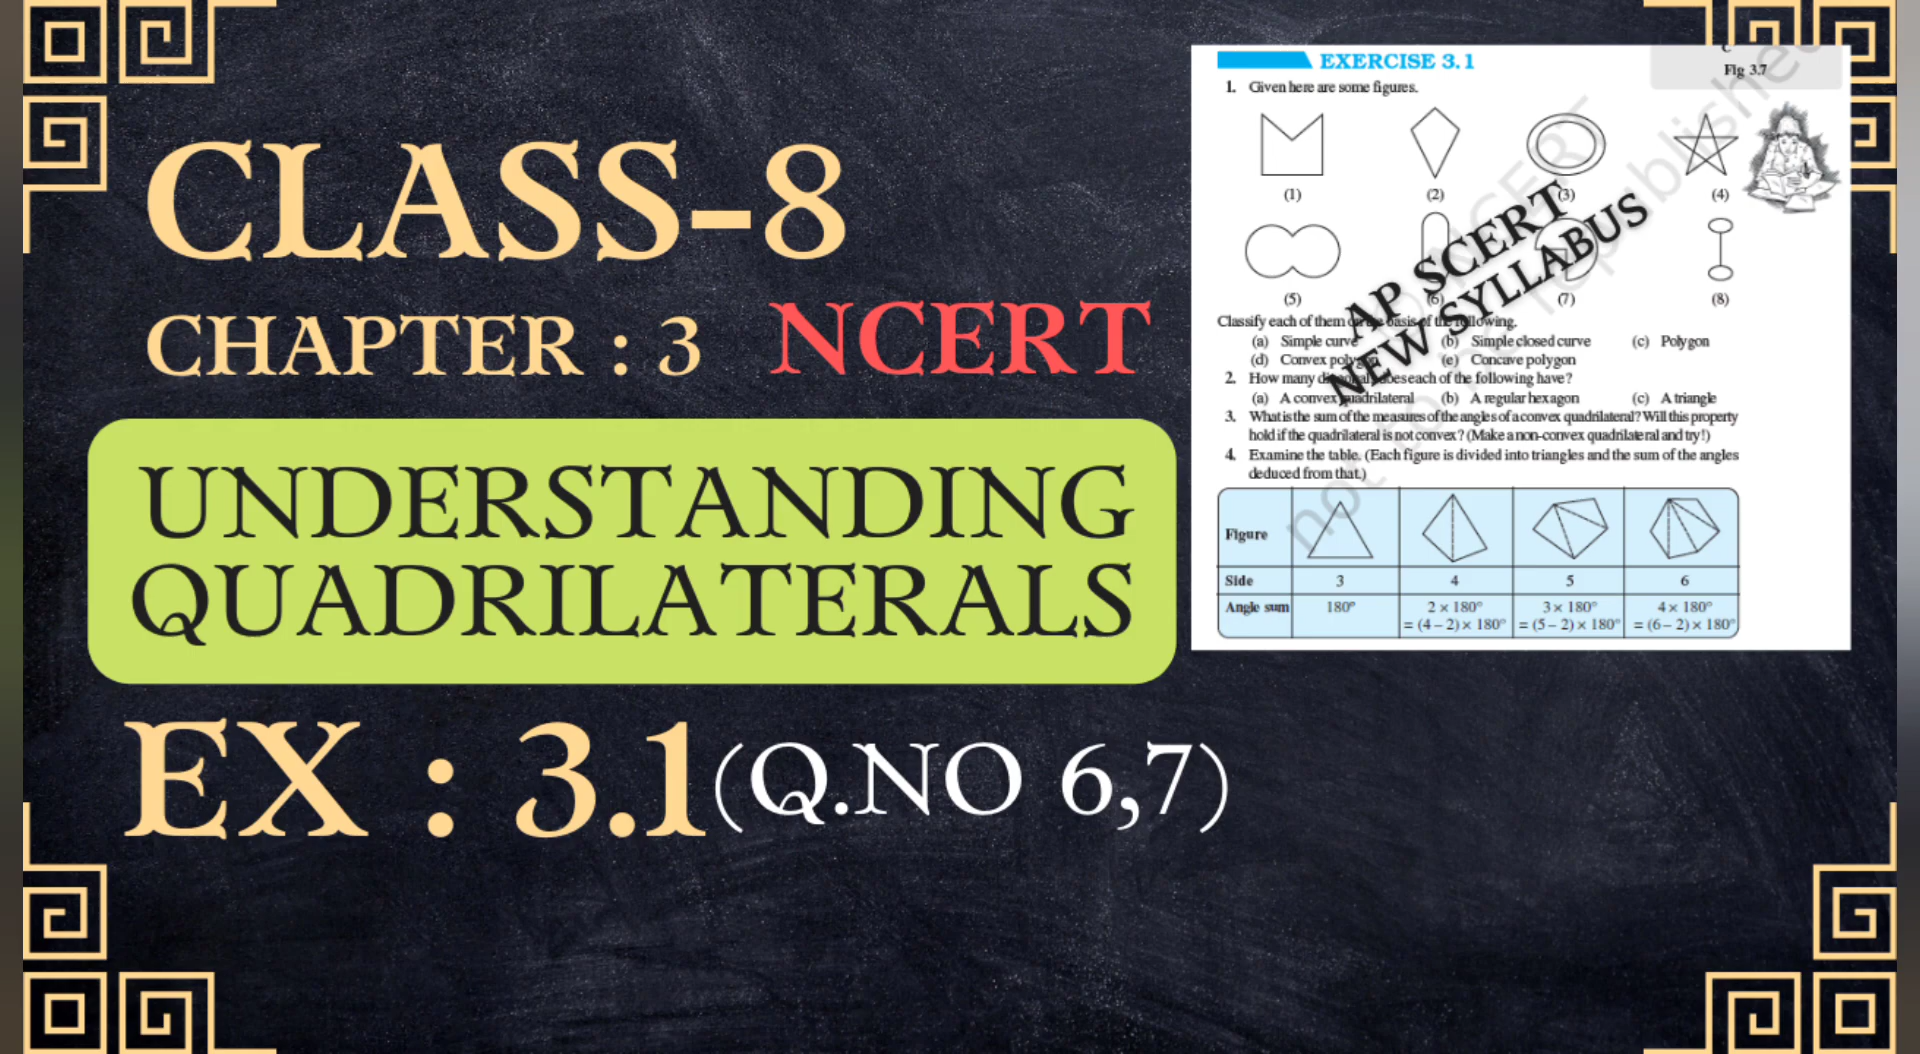 CLASS-8
CHAPTER : 3 NCERT
UNDERSTANDING
QUADRILATERALS
EX : 3.1 (Q.NO 6,7)
EXERCISE 3.1
C
Fig 3.7
1. Given here are some figures.
(1) (2) (3) (4)
(5) (6) (7) (8)
AP SCERT
NEW SYLLABUS
Classify each of them on the basis of the following.
(a) Simple curve (b) Simple closed curve (c) Polygon
(d) Convex polygon (e) Concave polygon
2. How many diagonals does each of the following have?
(a) A convex quadrilateral (b) A regular hexagon (c) A triangle
3. What is the sum of the measures of the angles of a convex quadrilateral? Will this property
hold if the quadrilateral is not convex? (Make a non-convex quadrilateral and try!)
4. Examine the table. (Each figure is divided into triangles and the sum of the angles
deduced from that.)
Figure
Side 3 4 5 6
Angle sum 180° 2 × 180° 3 × 180° 4 × 180°
= (4 – 2) × 180° = (5 – 2) × 180° = (6 – 2) × 180°
not to published